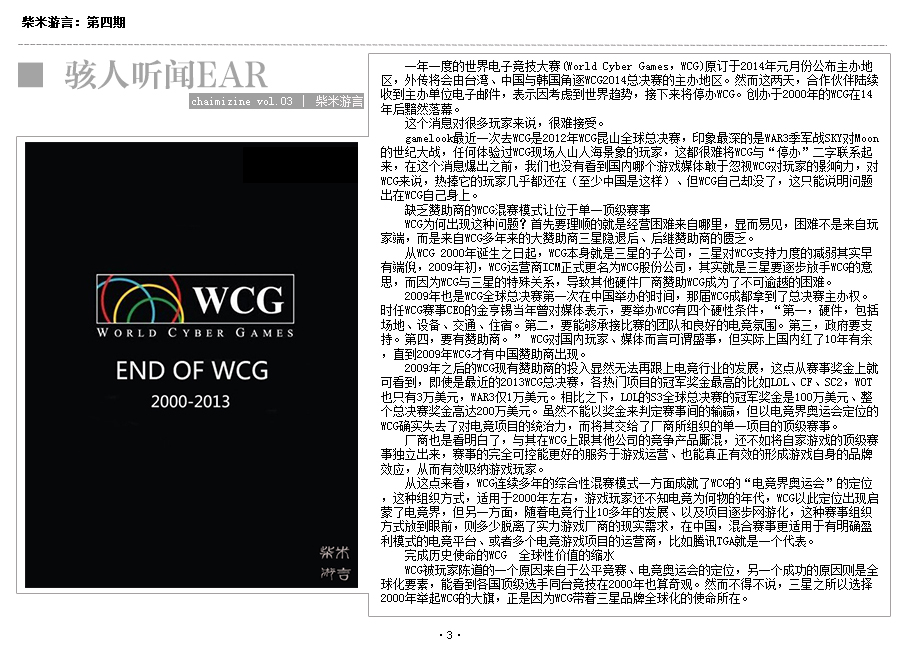 柴米游言：第四期
骇人听闻EAR
chaimizine vol.03 | 柴米游言
WCG
WORLD CYBER GAMES
END OF WCG
2000-2013
柴米
游言
一年一度的世界电子竞技大赛(World Cyber Games, WCG)原订于2014年元月份公布主办地
区，外传将会由台湾、中国与韩国角逐WCG2014总决赛的主办地区。然而这两天，合作伙伴陆续
收到主办单位电子邮件，表示因考虑到世界趋势，接下来将停办WCG。创办于2000年的WCG在14
年后黯然落幕。
这个消息对很多玩家来说，很难接受。
gamelook最近一次去WCG是2012年WCG昆山全球总决赛，印象最深的是WAR3季军战SKY对Moon
的世纪大战，任何体验过WCG现场人山人海景象的玩家，这都很难将WCG与“停办”二字联系起
来，在这个消息爆出之前，我们也没有看到国内哪个游戏媒体敢于忽视WCG对玩家的影响力，对
WCG来说，热捧它的玩家几乎都还在（至少中国是这样）、但WCG自己却没了，这只能说明问题
出在WCG自己身上。
缺乏赞助商的WCG混赛模式让位于单一顶级赛事
WCG为何出现这种问题？首先要理顺的就是经营困难来自哪里，显而易见，困难不是来自玩
家端，而是来自WCG多年来的大赞助商三星隐退后、后继赞助商的匮乏。
从WCG 2000年诞生之日起，WCG本身就是三星的子公司，三星对WCG支持力度的减弱其实早
有端倪，2009年初，WCG运营商ICM正式更名为WCG股份公司，其实就是三星要逐步放手WCG的意
思，而因为WCG与三星的特殊关系，导致其他硬件厂商赞助WCG成为了不可逾越的困难。
2009年也是WCG全球总决赛第一次在中国举办的时间，那届WCG成都拿到了总决赛主办权。
时任WCG赛事CEO的金亨锡当年曾对媒体表示，要举办WCG有四个硬性条件，“第一，硬件，包括
场地、设备、交通、住宿。第二，要能够承接比赛的团队和良好的电竞氛围。第三，政府要支
持。第四，要有赞助商。” WCG对国内玩家、媒体而言可谓盛事，但实际上国内红了10年有余
，直到2009年WCG才有中国赞助商出现。
2009年之后的WCG现有赞助商的投入显然无法再跟上电竞行业的发展，这点从赛事奖金上就
可看到，即使是最近的2013WCG总决赛，各热门项目的冠军奖金最高的比如LOL、CF、SC2，WOT
也只有3万美元，WAR3仅1万美元。相比之下，LOL的S3全球总决赛的冠军奖金是100万美元、整
个总决赛奖金高达200万美元。虽然不能以奖金来判定赛事间的输赢，但以电竞界奥运会定位的
WCG确实失去了对电竞项目的统治力，而将其交给了厂商所组织的单一项目的顶级赛事。
厂商也是看明白了，与其在WCG上跟其他公司的竞争产品厮混，还不如将自家游戏的顶级赛
事独立出来，赛事的完全可控能更好的服务于游戏运营、也能真正有效的形成游戏自身的品牌
效应，从而有效吸纳游戏玩家。
从这点来看，WCG连续多年的综合性混赛模式一方面成就了WCG的“电竞界奥运会”的定位
，这种组织方式，适用于2000年左右，游戏玩家还不知电竞为何物的年代，WCG以此定位出现启
蒙了电竞界，但另一方面，随着电竞行业10多年的发展、以及项目逐步网游化，这种赛事组织
方式放到眼前，则多少脱离了实力游戏厂商的现实需求，在中国，混合赛事更适用于有明确盈
利模式的电竞平台、或者多个电竞游戏项目的运营商，比如腾讯TGA就是一个代表。
完成历史使命的WCG  全球性价值的缩水
WCG被玩家陈道的一个原因来自于公平竞赛、电竞奥运会的定位，另一个成功的原因则是全
球化要素，能看到各国顶级选手同台竞技在2000年也算奇观。然而不得不说，三星之所以选择
2000年举起WCG的大旗，正是因为WCG带着三星品牌全球化的使命所在。
·3·